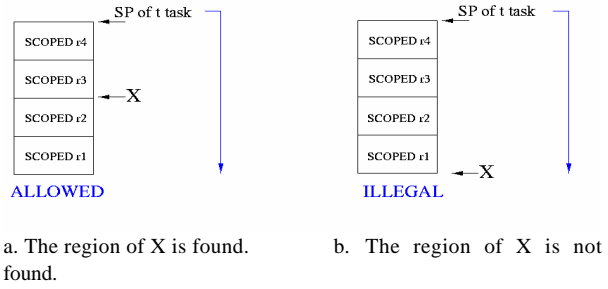 SP of t task
SCOPED r4
SCOPED r3
X
SCOPED r2
SCOPED r1
ALLOWED
a. The region of X is found.
SP of t task
SCOPED r4
SCOPED r3
SCOPED r2
SCOPED r1
X
ILLEGAL
b. The region of X is not
found.